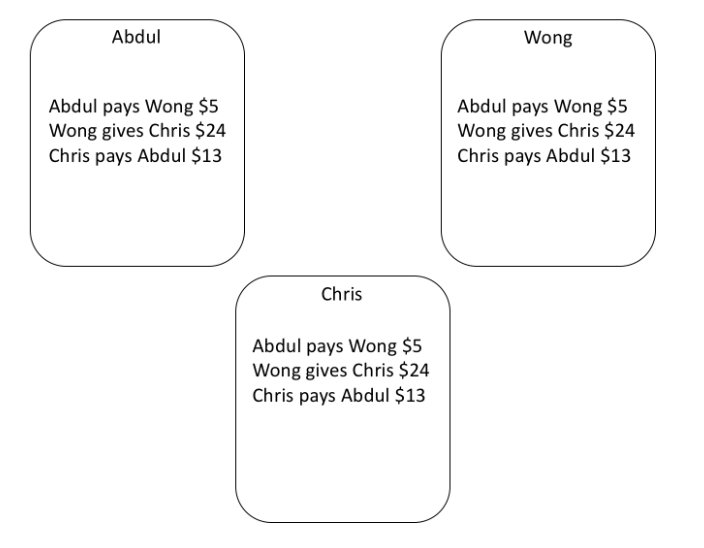 Abdul
Abdul pays Wong $5
Wong gives Chris $24
Chris pays Abdul $13
Wong
Abdul pays Wong $5
Wong gives Chris $24
Chris pays Abdul $13
Chris
Abdul pays Wong $5
Wong gives Chris $24
Chris pays Abdul $13